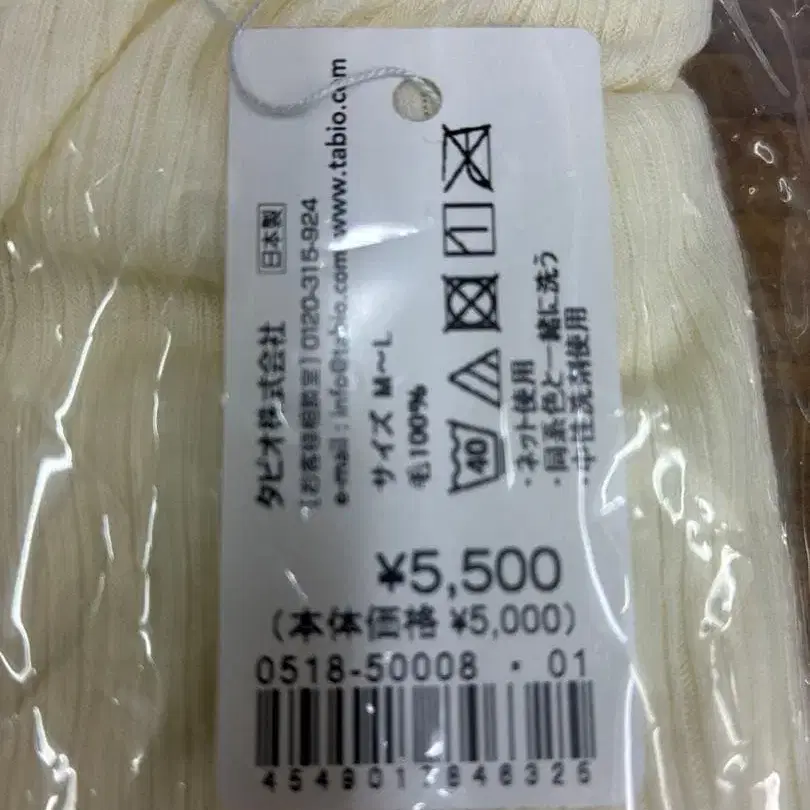 タビオ株式会社 日本製
[お客様相談室] 0120-315-924
e-mail : info@tabio.com www.tabio.com
サイズ M〜L
毛100%
40
・ネット使用
・同系色と一緒に洗う
・中性洗剤使用
¥5,500
(本体価格 ¥5,000)
0518-50008 ・ 01
4549017846325